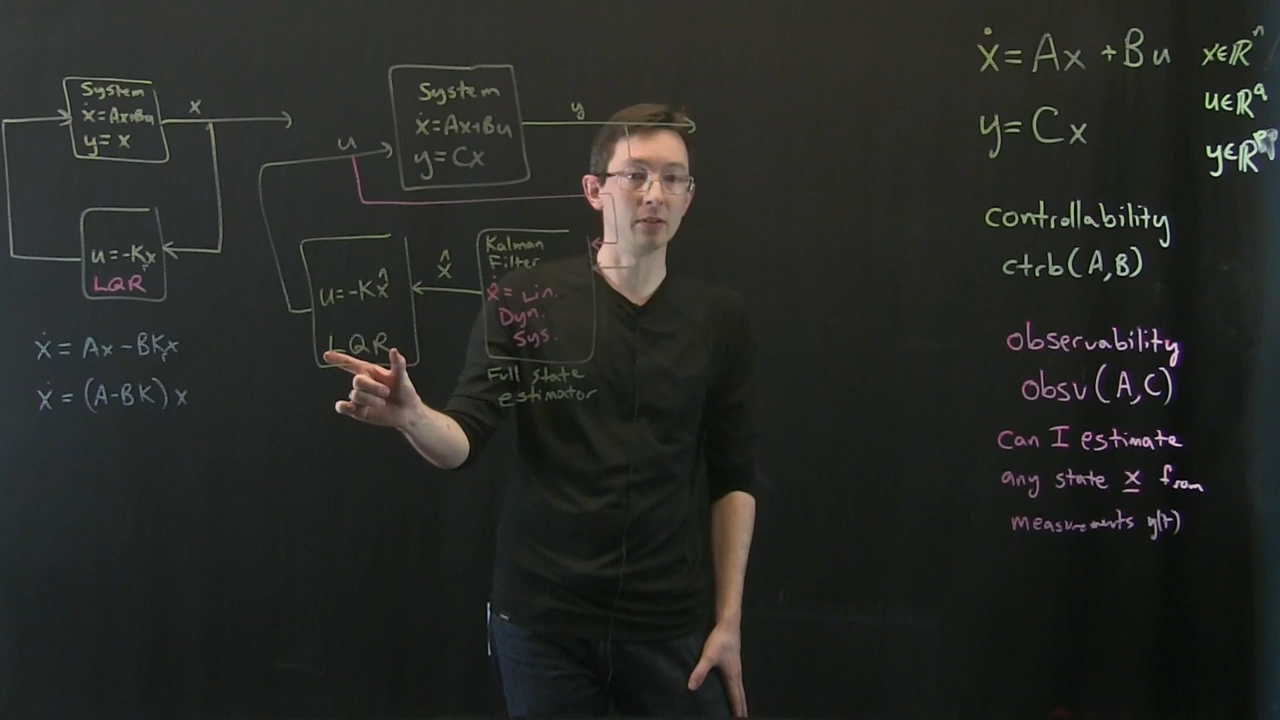 System
ẋ = Ax+Bu
y = x
x
u = -Kx
LQR
ẋ = Ax - BKx
ẋ = (A-BK)x
System
ẋ = Ax+Bu
y = Cx
y
u
u = -Kx̂
LQR
x̂
Kalman
Filter
ẋ = Lin.
Dyn.
Sys.
Full state
estimator
ẋ = Ax + Bu x∈ℝⁿ
u∈ℝ^q
y = Cx y∈ℝ^p
controllability
ctrb(A,B)
observability
obsv(A,C)
Can I estimate
any state x from
measurements y(t)